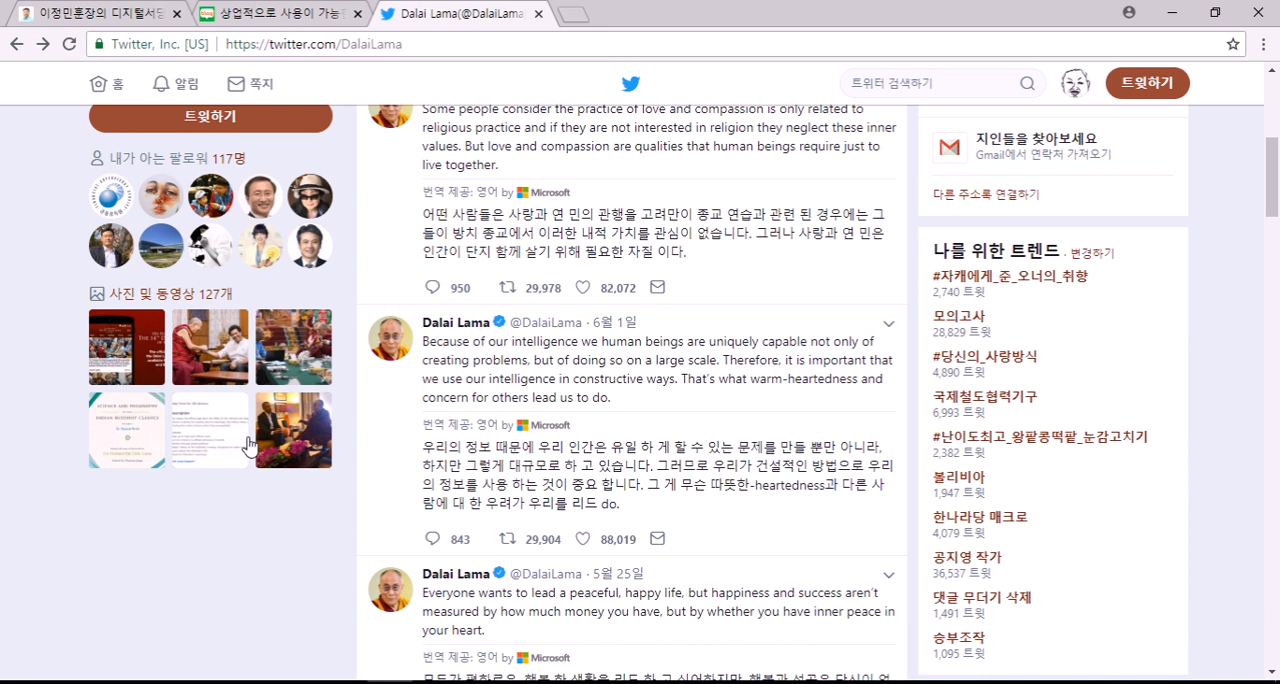 이정민훈장의 디지털서당
상업적으로 사용이 가능한
Dalai Lama(@DalaiLama
Twitter, Inc. [US]
https://twitter.com/DalaiLama
홈
알림
쪽지
트위터 검색하기
트윗하기
트윗하기
내가 아는 팔로워 117명
사진 및 동영상 127개
SCIENCE AND PHILOSOPHY
INDIAN BUDDHIST CLASSICS
Some people consider the practice of love and compassion is only related to
religious practice and if they are not interested in religion they neglect these inner
values. But love and compassion are qualities that human beings require just to
live together.
번역 제공: 영어 by Microsoft
어떤 사람들은 사랑과 연 민의 관행을 고려만이 종교 연습과 관련 된 경우에는 그
들이 방치 종교에서 이러한 내적 가치를 관심이 없습니다. 그러나 사랑과 연 민은
인간이 단지 함께 살기 위해 필요한 자질 이다.
950 29,978 82,072
Dalai Lama @DalaiLama · 6월 1일
Because of our intelligence we human beings are uniquely capable not only of
creating problems, but of doing so on a large scale. Therefore, it is important that
we use our intelligence in constructive ways. That's what warm-heartedness and
concern for others lead us to do.
번역 제공: 영어 by Microsoft
우리의 정보 때문에 우리 인간은 유일 하 게 할 수 있는 문제를 만들 뿐만 아니라,
하지만 그렇게 대규모로 하 고 있습니다. 그러므로 우리가 건설적인 방법으로 우리
의 정보를 사용 하는 것이 중요 합니다. 그 게 무슨 따뜻한-heartedness과 다른 사
람에 대 한 우려가 우리를 리드 do.
843 29,904 88,019
Dalai Lama @DalaiLama · 5월 25일
Everyone wants to lead a peaceful, happy life, but happiness and success aren't
measured by how much money you have, but by whether you have inner peace in
your heart.
번역 제공: 영어 by Microsoft
지인들을 찾아보세요
Gmail에서 연락처 가져오기
다른 주소록 연결하기
나를 위한 트렌드 · 변경하기
#자캐에게_준_오너의_취향
2,740 트윗
모의고사
28,829 트윗
#당신의_사랑방식
4,890 트윗
국제철도협력기구
6,993 트윗
#난이도최고_왕팥콩떡팥_눈감고치기
2,382 트윗
볼리비아
1,947 트윗
한나라당 매크로
4,079 트윗
공지영 작가
36,537 트윗
댓글 무더기 삭제
1,491 트윗
승부조작
1,095 트윗